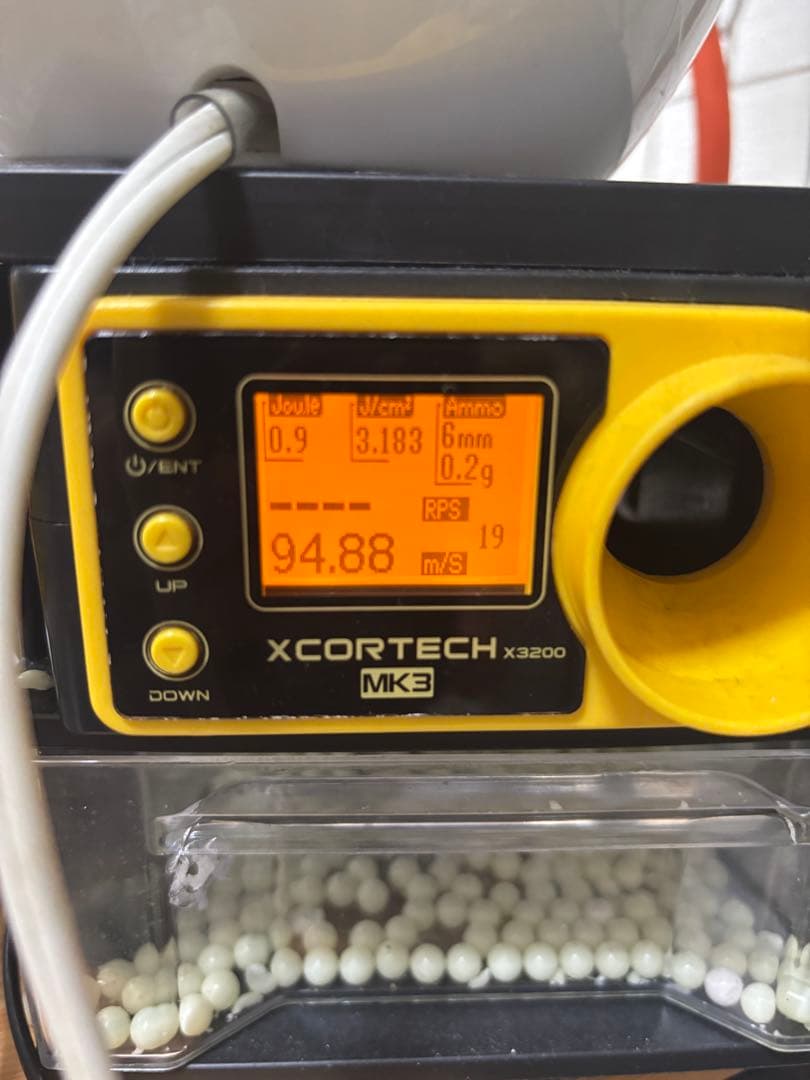 Joule J/cm² Ammo
0.9 3.183 6mm
0.2g
---- RPS
19
94.88 m/S
⏻/ENT
UP
DOWN
XCORTECH X3200
MK3